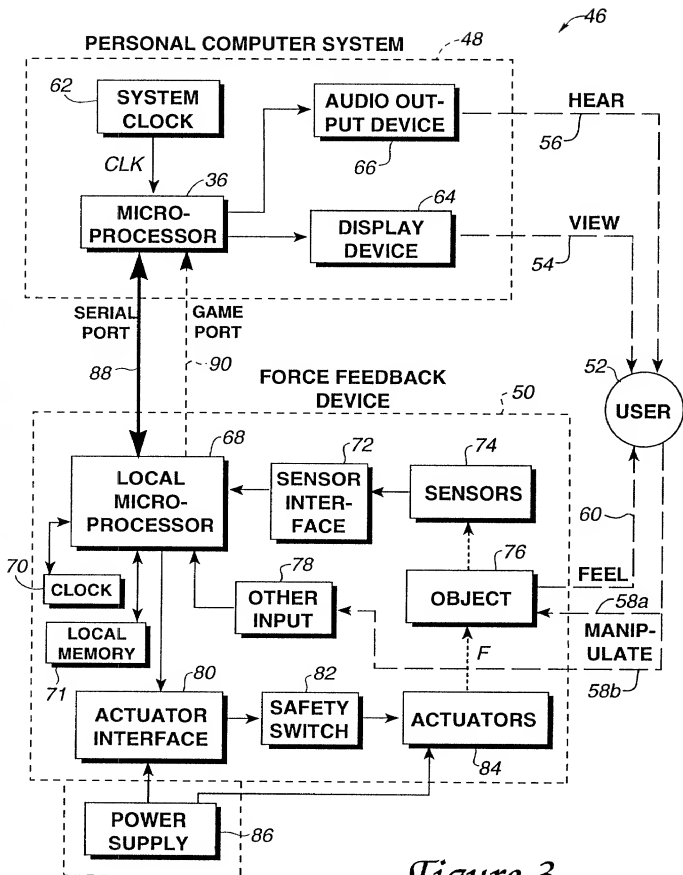 46
PERSONAL COMPUTER SYSTEM
48
62
SYSTEM
CLOCK
AUDIO OUT-
PUT DEVICE
66
HEAR
56
CLK
36
MICRO-
PROCESSOR
64
DISPLAY
DEVICE
VIEW
54
SERIAL
PORT
GAME
PORT
88
90
52
USER
FORCE FEEDBACK
DEVICE
50
68
LOCAL
MICRO-
PROCESSOR
72
SENSOR
INTER-
FACE
74
SENSORS
60
70
CLOCK
78
OTHER
INPUT
76
OBJECT
FEEL
58a
MANIP-
ULATE
58b
LOCAL
MEMORY
71
F
80
ACTUATOR
INTERFACE
82
SAFETY
SWITCH
ACTUATORS
84
POWER
SUPPLY
86
Figure 3